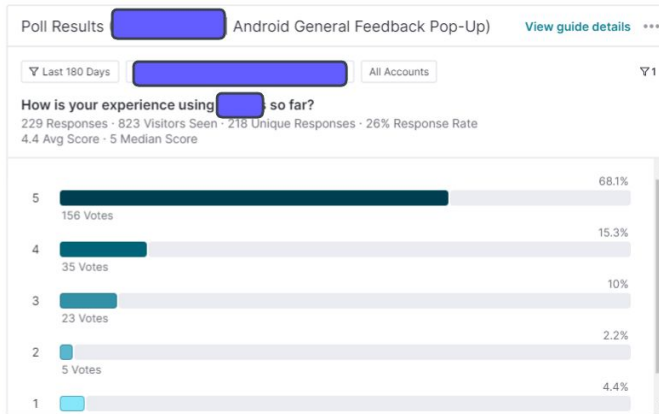 Poll Results ( Android General Feedback Pop-Up) View guide details
Last 180 Days All Accounts 1
How is your experience using so far?
229 Responses · 823 Visitors Seen · 218 Unique Responses · 26% Response Rate
4.4 Avg Score · 5 Median Score
68.1%
5
156 Votes
15.3%
4
35 Votes
10%
3
23 Votes
2.2%
2
5 Votes
4.4%
1